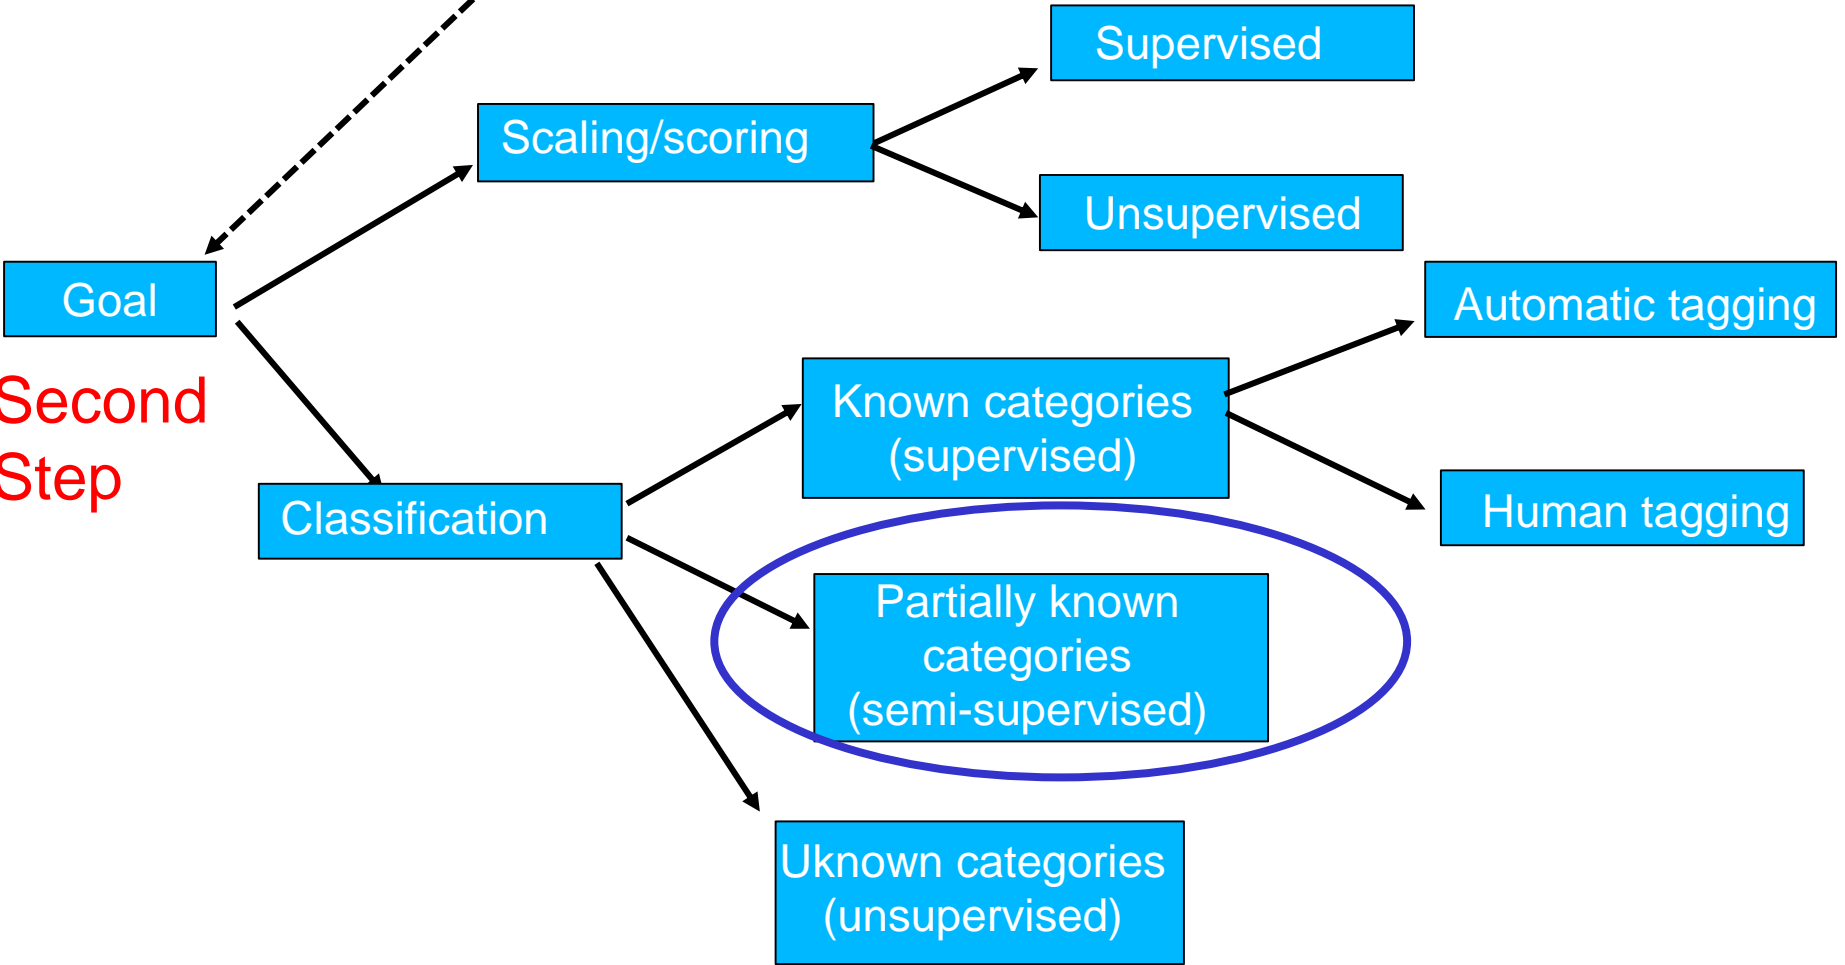 Supervised
Scaling/scoring
Unsupervised
Goal
Automatic tagging
Second
Step
Known categories
(supervised)
Classification
Human tagging
Partially known
categories
(semi-supervised)
Uknown categories
(unsupervised)